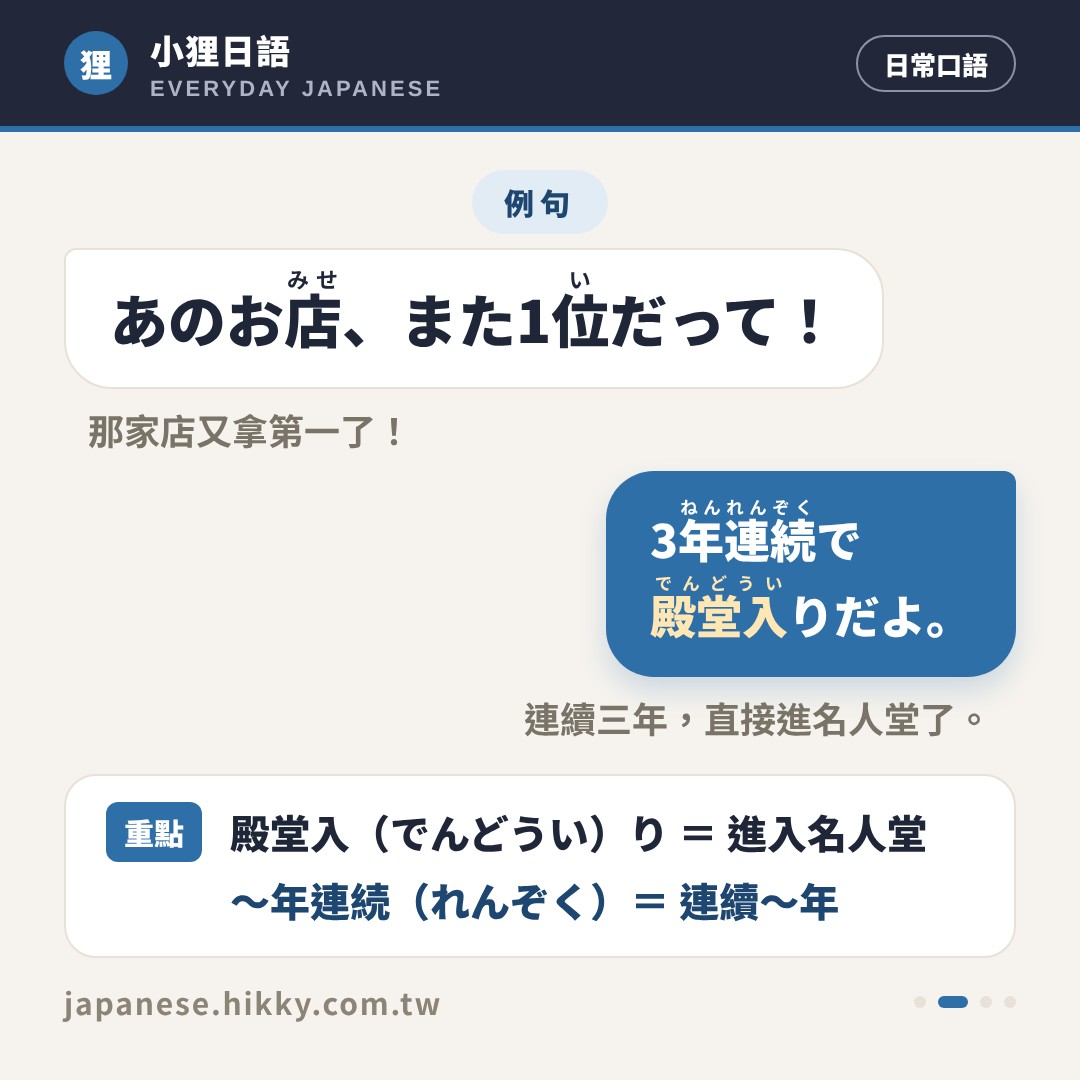 狸
小狸日語
EVERYDAY JAPANESE
日常口語
例句
みせ い
あのお店、また1位だって！
那家店又拿第一了！
ねんれんぞく
3年連続で
でんどうい
殿堂入りだよ。
連續三年，直接進名人堂了。
重點
殿堂入（でんどうい）り ＝ 進入名人堂
〜年連続（れんぞく）＝ 連續〜年
japanese.hikky.com.tw